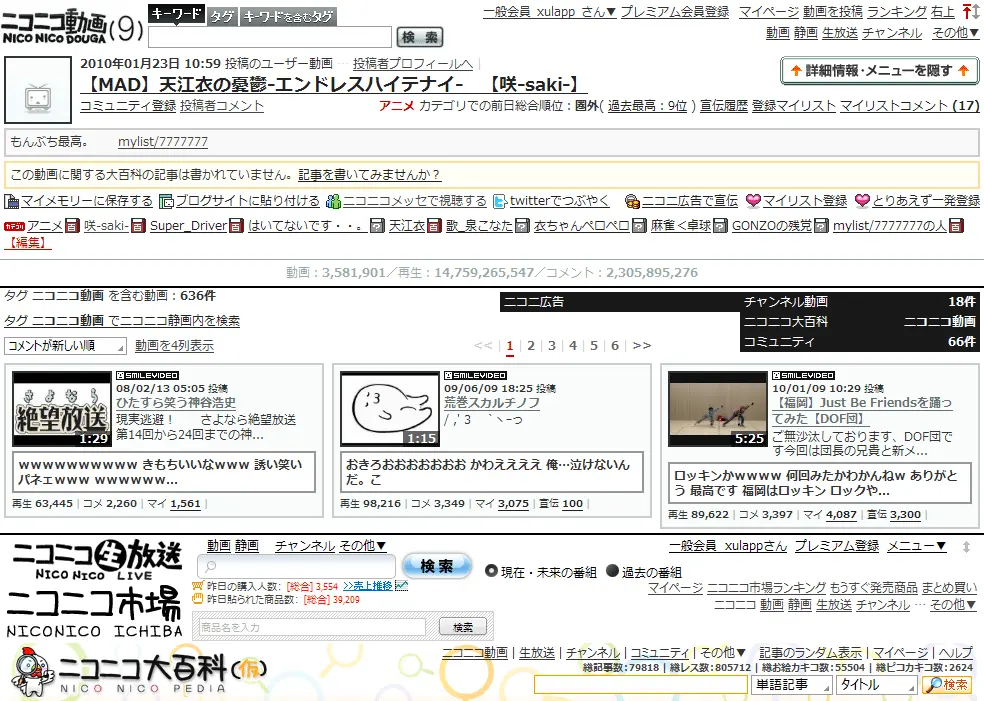 ニコニコ動画(9)
NICO NICO DOUGA
キーワード タグ キーワードを含むタグ
検 索
一般会員 xulapp さん▼ プレミアム会員登録 マイページ 動画を投稿 ランキング 右上
動画 静画 生放送 チャンネル その他▼
2010年01月23日 10:59 投稿のユーザー動画 … 投稿者プロフィールへ
【MAD】天江衣の憂鬱-エンドレスハイテナイ- 【咲-saki-】
詳細情報・メニューを隠す
コミュニティ登録 投稿者コメント
アニメ カテゴリでの前日総合順位：圏外( 過去最高：9位 ) 宣伝履歴 登録マイリスト マイリストコメント (17)
もんぷち最高。 mylist/7777777
この動画に関する大百科の記事は書かれていません。記事を書いてみませんか？
マイメモリーに保存する ブログサイトに貼り付ける ニコニコメッセで視聴する twitterでつぶやく ニコニ広告で宣伝 マイリスト登録 とりあえず一発登録
カテゴリ アニメ 咲-saki- Super_Driver はいてないです・・。 天江衣 歌_泉こなた 衣ちゃんペロペロ 麻雀＜卓球 GONZOの残党 mylist/7777777の人
【編集】
動画：3,581,901／再生：14,759,265,547／コメント：2,305,895,276
タグ ニコニコ動画 を含む動画：636件
タグ ニコニコ動画 でニコニコ静画内を検索
ニコニ広告
チャンネル動画 18件
ニコニコ大百科 ニコニコ動画
コミュニティ 66件
コメントが新しい順 動画を4列表示
<< | 1 | 2 | 3 | 4 | 5 | 6 | >>
SMILEVIDEO
08/02/13 05:05 投稿
ひたすら笑う神谷浩史
現実逃避！ さよなら絶望放送
第14回から24回までの神...
さよなら
絶望放送
1:29
ｗｗｗｗｗｗｗｗｗ きもちいいなｗｗｗ 誘い笑い
パネェｗｗｗ ｗｗｗｗｗｗ...
再生 63,445 | コメ 2,260 | マイ 1,561 |
SMILEVIDEO
09/06/09 18:25 投稿
荒巻スカルチノフ
/ ,' 3 ｀ヽｰっ
1:15
おきろおおおおおおお かわええええ 俺…泣けないん
だ。こ
再生 98,216 | コメ 3,349 | マイ 3,075 | 宣伝 100 |
SMILEVIDEO
10/01/09 10:29 投稿
【福岡】Just Be Friendsを踊っ
てみた【DOF団】
ご無沙汰しております、DOF団で
す今回は団長の兄貴と新メ...
5:25
ロッキンかｗｗｗｗ 何回みたかわかんねｗ ありがと
う 最高です 福岡はロッキン ロックや...
再生 89,622 | コメ 3,397 | マイ 4,087 | 宣伝 3,300 |
ニコニコ生放送
NICO NICO LIVE
動画 静画 チャンネル その他▼
検 索
現在・未来の番組 過去の番組
一般会員 xulappさん プレミアム登録 メニュー▼
ニコニコ市場
NICONICO ICHIBA
昨日の購入人数： [総合] 3,554 >>売上推移
昨日貼られた商品数： [総合] 39,209
商品名を入力 検索
マイページ ニコニコ市場ランキング もうすぐ発売商品 まとめ買い
ニコニコ 動画 静画 生放送 チャンネル … その他▼
ニコニコ大百科(仮)
NICO NICO PEDIA
ニコニコ動画 | 生放送 | チャンネル | コミュニティ | その他▼ 記事のランダム表示 | マイページ | ヘルプ
総記事数:79818 | 総レス数:805712 | 総お絵カキコ数:55504 | 総ピコカキコ数:2624
単語記事 タイトル 検索